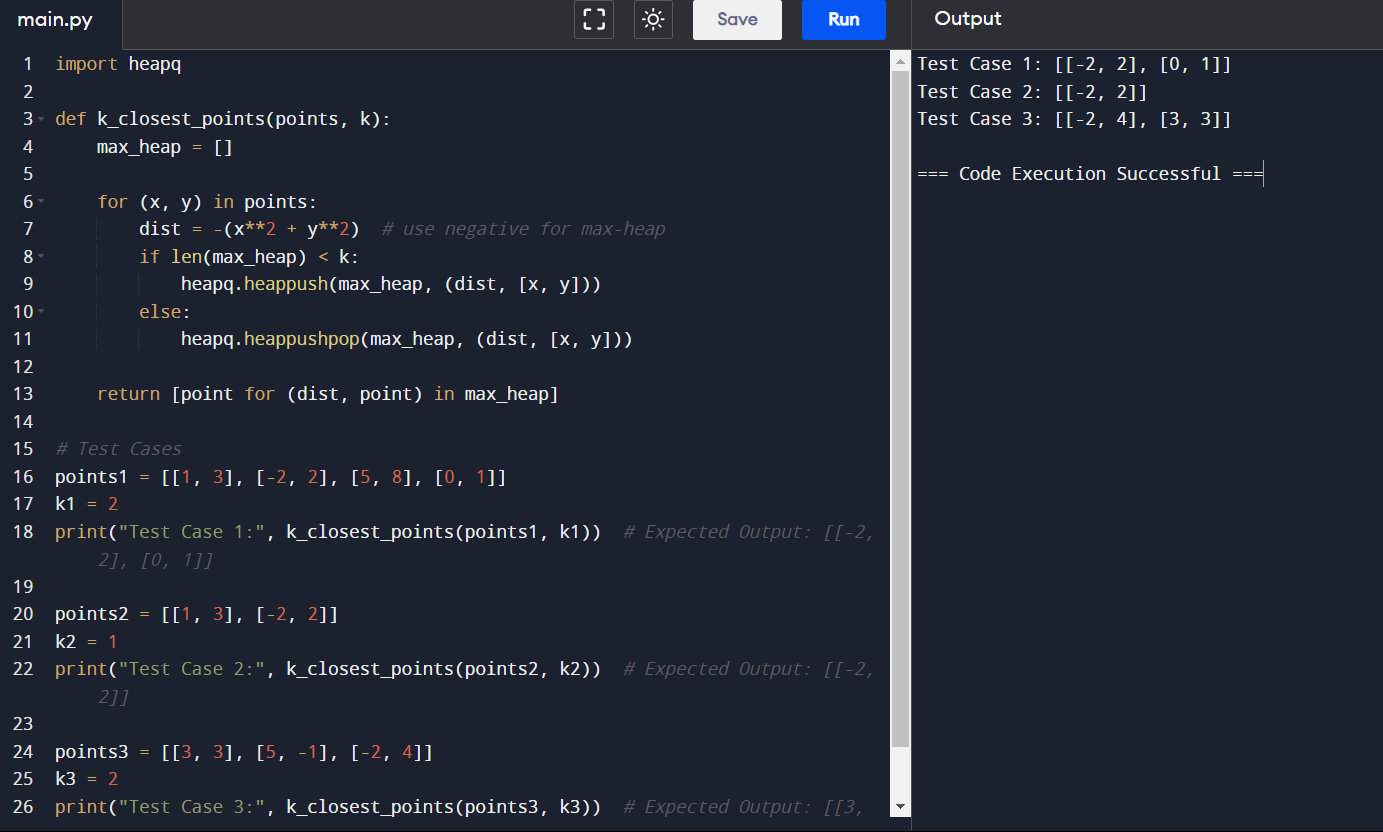 main.py
Save
Run
Output
1 import heapq
2
3 def k_closest_points(points, k):
4     max_heap = []
5
6     for (x, y) in points:
7         dist = -(x**2 + y**2)  # use negative for max-heap
8         if len(max_heap) < k:
9             heapq.heappush(max_heap, (dist, [x, y]))
10         else:
11             heapq.heappushpop(max_heap, (dist, [x, y]))
12
13     return [point for (dist, point) in max_heap]
14
15 # Test Cases
16 points1 = [[1, 3], [-2, 2], [5, 8], [0, 1]]
17 k1 = 2
18 print("Test Case 1:", k_closest_points(points1, k1))  # Expected Output: [[-2,
2], [0, 1]]
19
20 points2 = [[1, 3], [-2, 2]]
21 k2 = 1
22 print("Test Case 2:", k_closest_points(points2, k2))  # Expected Output: [[-2,
2]]
23
24 points3 = [[3, 3], [5, -1], [-2, 4]]
25 k3 = 2
26 print("Test Case 3:", k_closest_points(points3, k3))  # Expected Output: [[3,
Test Case 1: [[-2, 2], [0, 1]]
Test Case 2: [[-2, 2]]
Test Case 3: [[-2, 4], [3, 3]]
=== Code Execution Successful ===